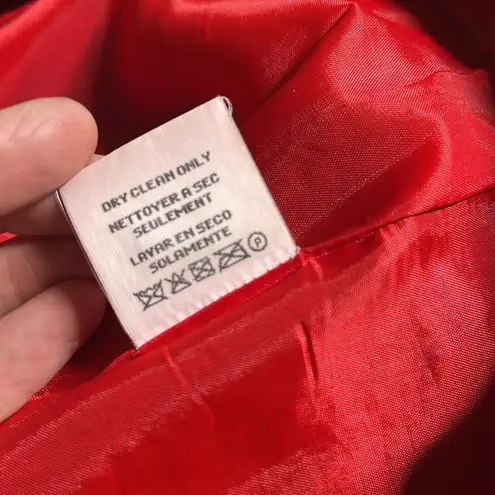 DRY CLEAN ONLY
NETTOYER A SEC
SEULEMENT
LAVAR EN SECO
SOLAMENTE
P